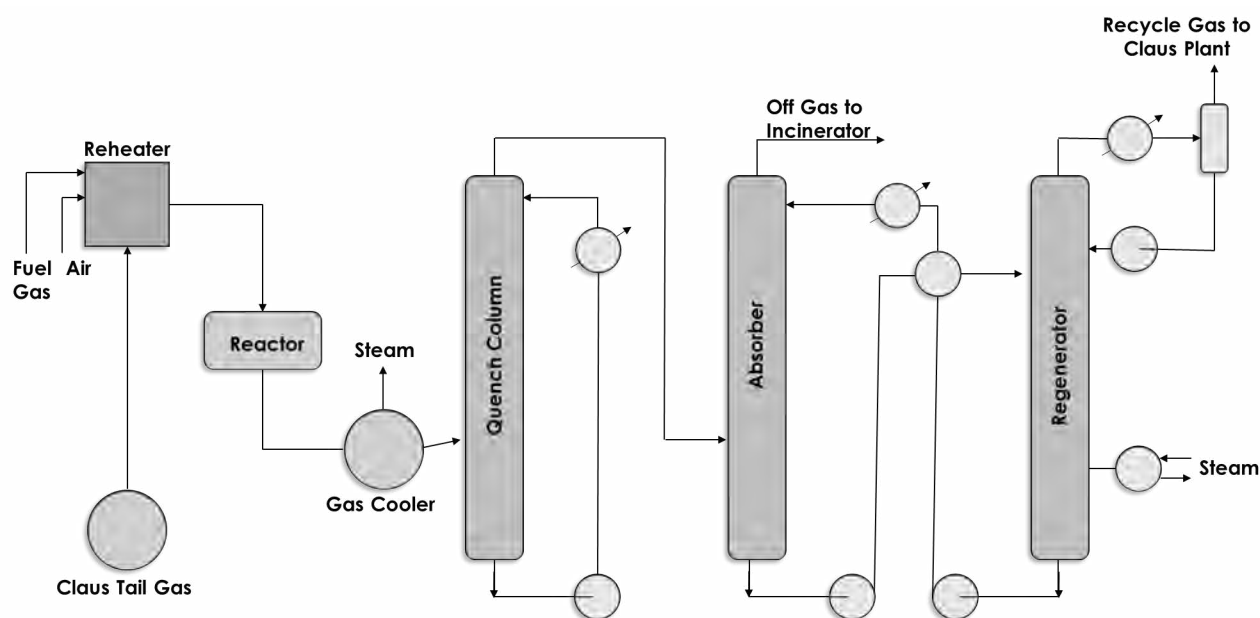 Recycle Gas to
Claus Plant
Off Gas to
Incinerator
Reheater
Fuel Air
Gas
Reactor
Steam
Gas Cooler
Claus Tail Gas
Quench Column
Absorber
Regenerator
Steam